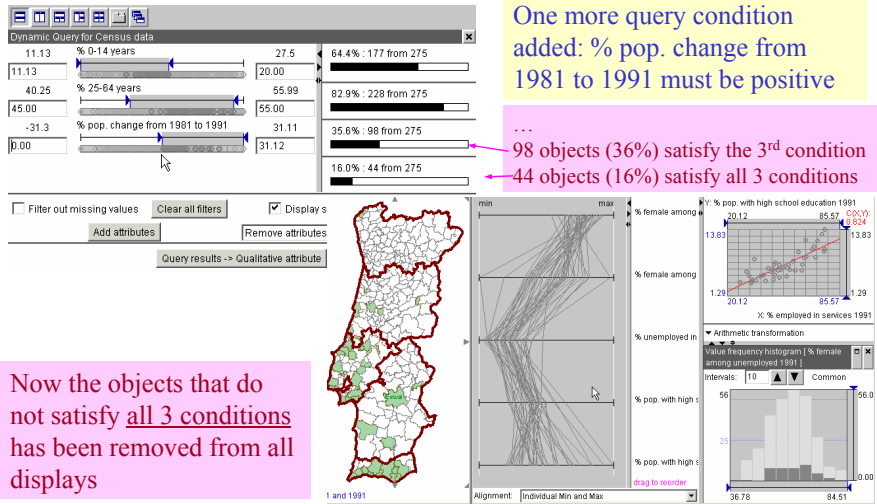 Dynamic Query for Census data
11.13 % 0-14 years 27.5
11.13 20.00
40.25 % 25-64 years 55.99
45.00 55.00
-31.3 % pop. change from 1981 to 1991 31.11
0.00 31.12
64.4% : 177 from 275
82.9% : 228 from 275
35.6% : 98 from 275
16.0% : 44 from 275
One more query condition
added: % pop. change from
1981 to 1991 must be positive
…
98 objects (36%) satisfy the 3rd condition
44 objects (16%) satisfy all 3 conditions
Filter out missing values Clear all filters Display s
Add attributes Remove attributes
Query results -> Qualitative attribute
Now the objects that do
not satisfy all 3 conditions
has been removed from all
displays
Evora
1 and 1991
min max
% female among
% female among
% unemployed in
% pop. with high s
% pop. with high s
drag to reorder
Alignment: Individual Min and Max
Y: % pop. with high school education 1991
20.12 85.57 C(X,Y):
0.824
13.83 13.83
1.29 1.29
20.12 85.57
X: % employed in services 1991
Arithmetic transformation
Value frequency histogram [ % female
among unemployed 1991 ]
Intervals: 10 Common
56 56.0
25
0.00
36.78 84.51